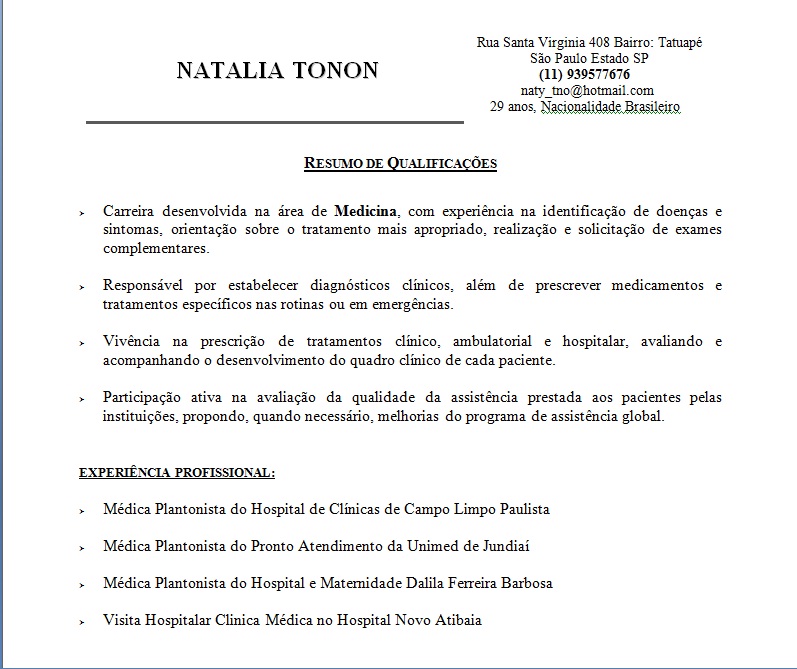 NATALIA TONON
Rua Santa Virginia 408 Bairro: Tatuapé
São Paulo Estado SP
(11) 939577676
naty_tno@hotmail.com
29 anos, Nacionalidade Brasileiro
RESUMO DE QUALIFICAÇÕES
Carreira desenvolvida na área de Medicina, com experiência na identificação de doenças e
sintomas, orientação sobre o tratamento mais apropriado, realização e solicitação de exames
complementares.
Responsável por estabelecer diagnósticos clínicos, além de prescrever medicamentos e
tratamentos específicos nas rotinas ou em emergências.
Vivência na prescrição de tratamentos clínico, ambulatorial e hospitalar, avaliando e
acompanhando o desenvolvimento do quadro clínico de cada paciente.
Participação ativa na avaliação da qualidade da assistência prestada aos pacientes pelas
instituições, propondo, quando necessário, melhorias do programa de assistência global.
EXPERIÊNCIA PROFISSIONAL:
Médica Plantonista do Hospital de Clínicas de Campo Limpo Paulista
Médica Plantonista do Pronto Atendimento da Unimed de Jundiaí
Médica Plantonista do Hospital e Maternidade Dalila Ferreira Barbosa
Visita Hospitalar Clinica Médica no Hospital Novo Atibaia